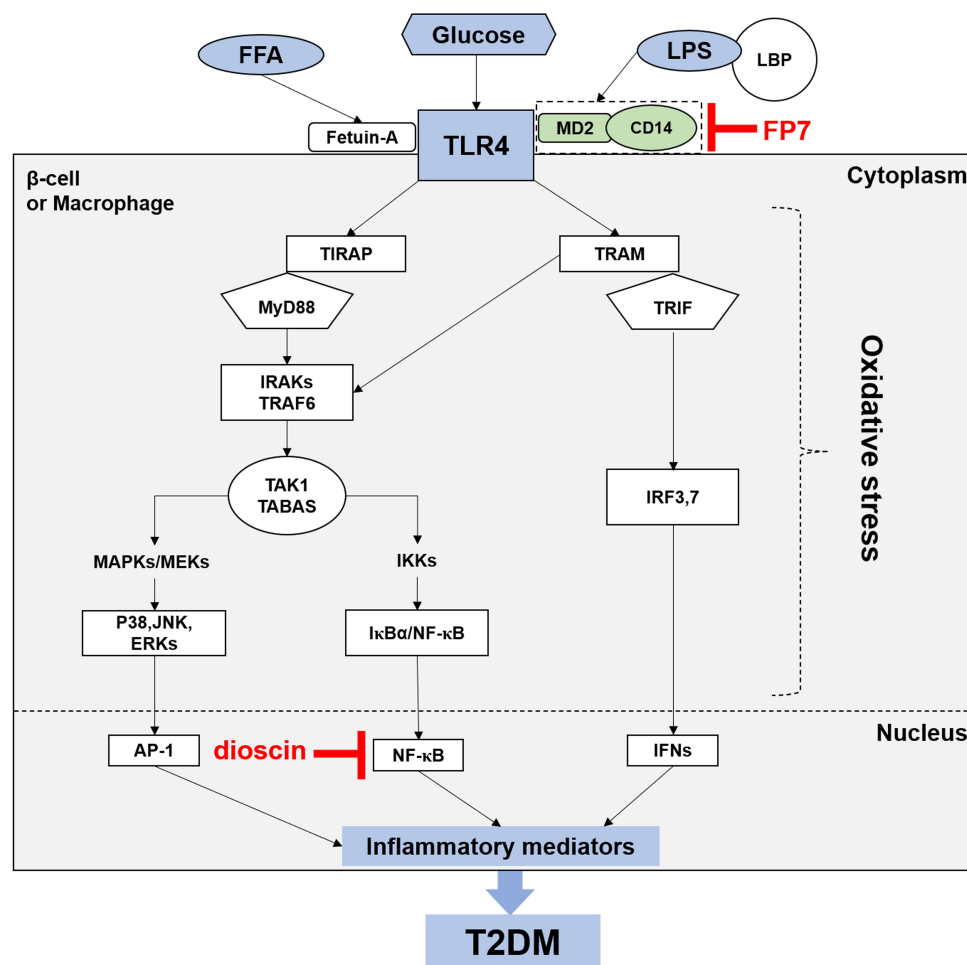 Glucose
FFA
LPS
LBP
Fetuin-A
TLR4
MD2
CD14
FP7
β-cell
or Macrophage
Cytoplasm
TIRAP
TRAM
MyD88
TRIF
IRAKs
TRAF6
Oxidative stress
TAK1
TABAS
IRF3,7
MAPKs/MEKs
IKKs
P38,JNK,
ERKs
IκBα/NF-κB
Nucleus
AP-1
dioscin
NF-κB
IFNs
Inflammatory mediators
T2DM